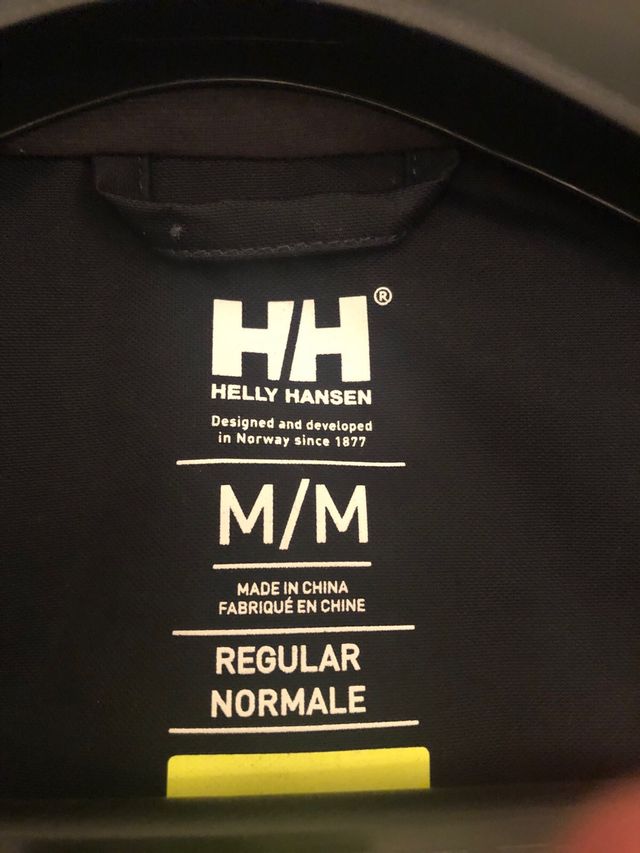 HH®
HELLY HANSEN
Designed and developed
in Norway since 1877
M/M
MADE IN CHINA
FABRIQUÉ EN CHINE
REGULAR
NORMALE